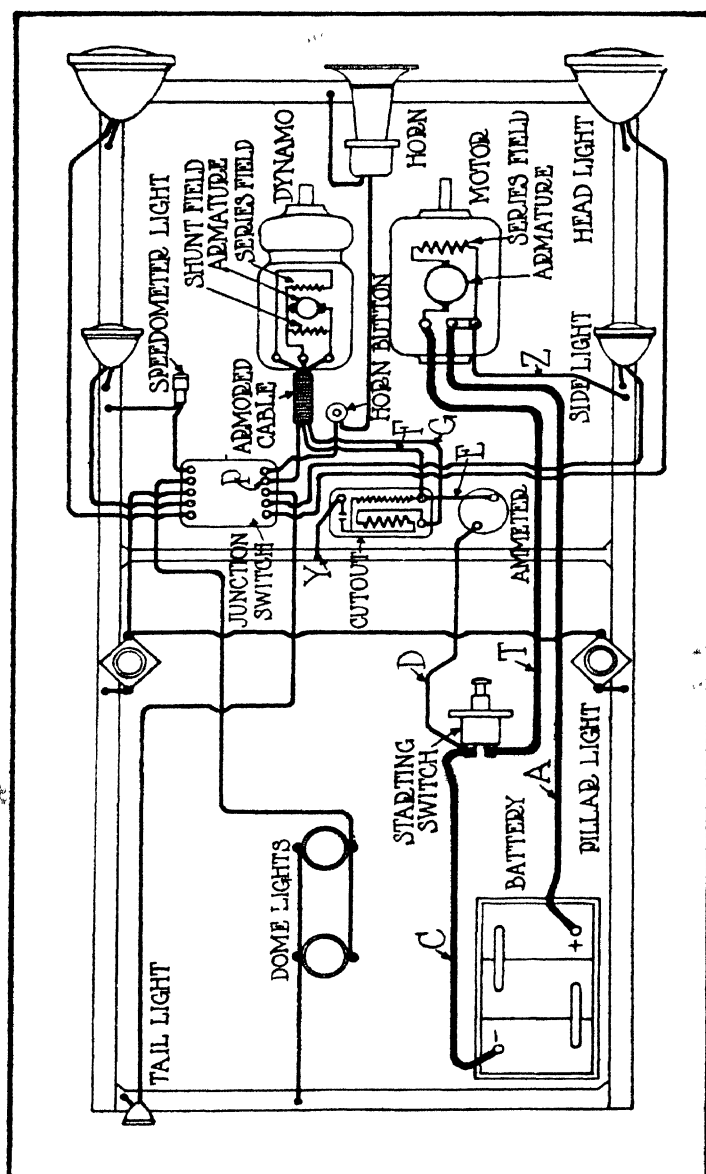 SPEEDOMETER LIGHT
SHUNT FIELD
ARMATURE
SERIES FIELD
DYNAMO
HORN
MOTOR
SERIES FIELD
ARMATURE
HEAD LIGHT
ARMORED
CABLE
HORN BUTTON
SIDE LIGHT
Z
P
F
G
E
JUNCTION
SWITCH
Y
CUTOUT
AMMETER
D
T
STARTING
SWITCH
A
PILLAR LIGHT
BATTERY
DOME LIGHTS
C
+
-
TAIL LIGHT